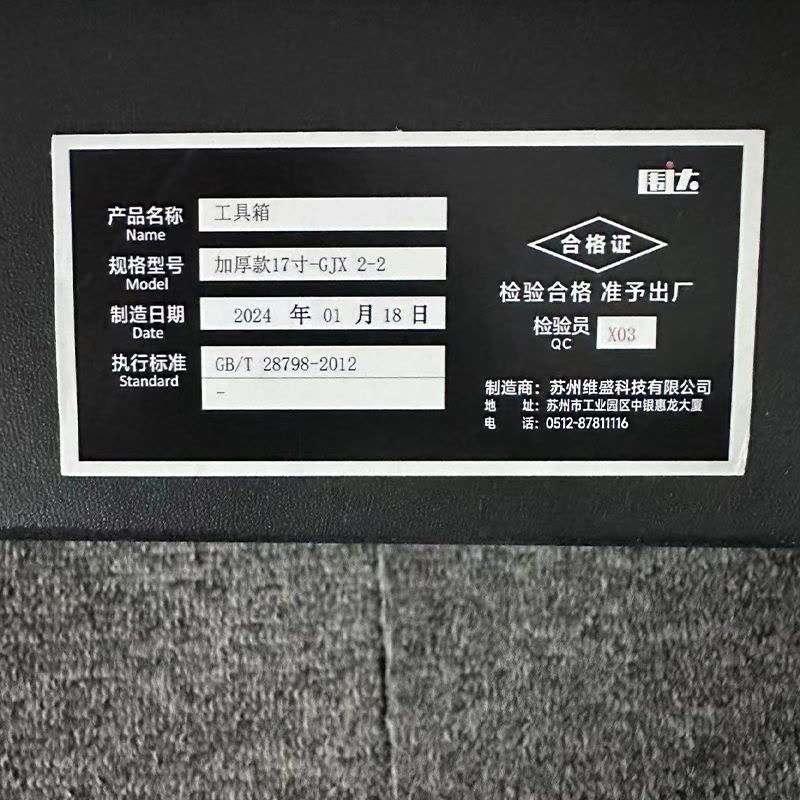 围达
产品名称 工具箱
Name
规格型号 加厚款17寸-GJX 2-2
Model
制造日期 2024 年 01 月 18 日
Date
执行标准 GB/T 28798-2012
Standard -
合格证
检验合格 准予出厂
检验员 X03
QC
制造商：苏州维盛科技有限公司
地 址：苏州市工业园区中银惠龙大厦
电 话：0512-87811116